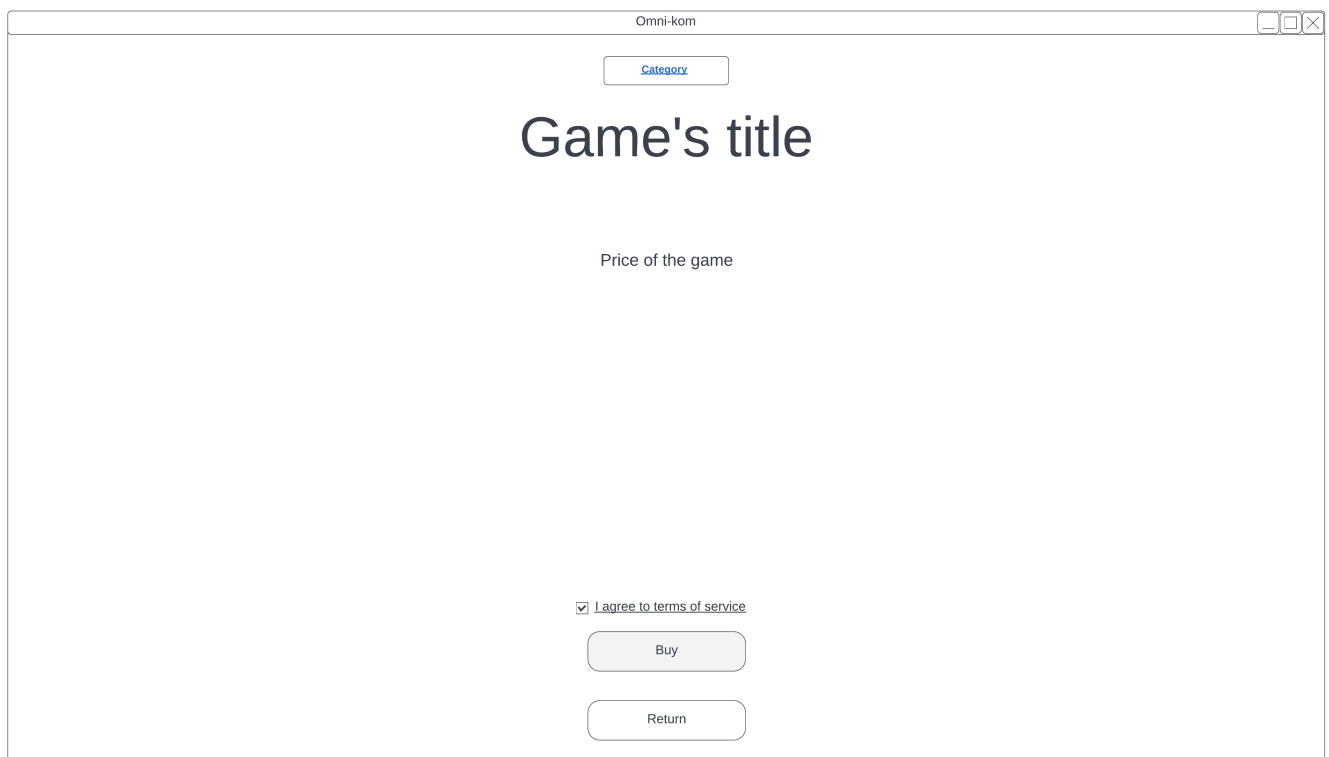 Omni-kom
Category
Game's title
Price of the game
I agree to terms of service
Buy
Return